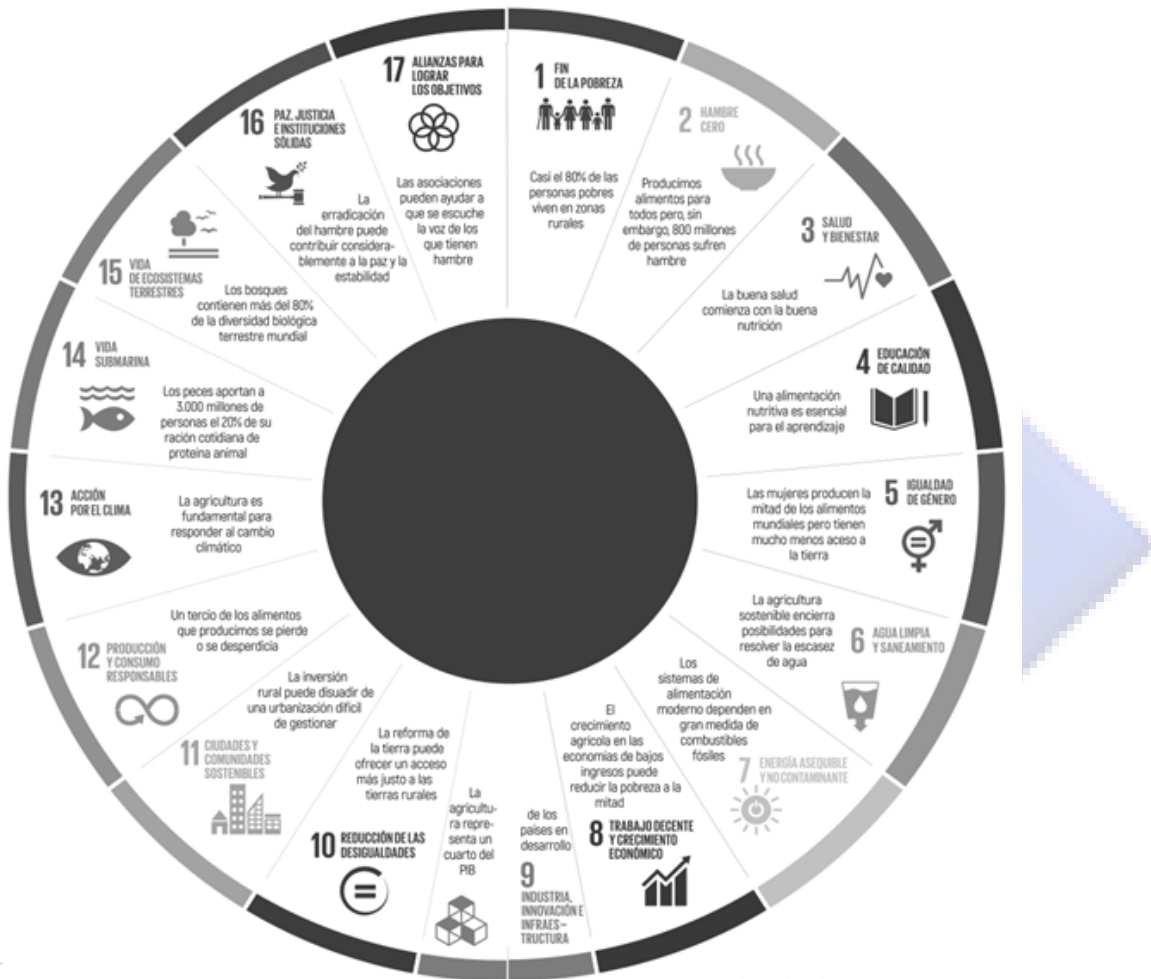 1 FIN
DE LA POBREZA
Casi el 80% de las
personas pobres
viven en zonas
rurales
2 HAMBRE
CERO
Producimos
alimentos para
todos pero, sin
embargo, 800 millones
de personas sufren
hambre
3 SALUD
Y BIENESTAR
La buena salud
comienza con la buena
nutrición
4 EDUCACIÓN
DE CALIDAD
Una alimentación
nutritiva es esencial
para el aprendizaje
5 IGUALDAD
DE GÉNERO
Las mujeres producen la
mitad de los alimentos
mundiales pero tienen
mucho menos aceso a
la tierra
6 AGUA LIMPIA
Y SANEAMIENTO
La agricultura
sostenible encierra
posibilidades para
resolver la escasez
de agua
7 ENERGÍA ASEQUIBLE
Y NO CONTAMINANTE
Los
sistemas de
alimentación
moderno dependen en
gran medida de
combustibles
fósiles
8 TRABAJO DECENTE
Y CRECIMIENTO
ECONÓMICO
El
crecimiento
agrícola en las
economías de bajos
ingresos puede
reducir la pobreza a la
mitad
9
INDUSTRIA,
INNOVACIÓN E
INFRAES-
TRUCTURA
La
agricultu-
ra repre-
senta un
cuarto del
PIB
de los
países en
desarrollo
10 REDUCCIÓN DE LAS
DESIGUALDADES
La reforma de
la tierra puede
ofrecer un acceso
más justo a las
tierras rurales
11 CIUDADES Y
COMUNIDADES
SOSTENIBLES
La inversión
rural puede disuadir de
una urbanización difícil
de gestionar
12 PRODUCCIÓN
Y CONSUMO
RESPONSABLES
Un tercio de los alimentos
que producimos se pierde
o se desperdicia
13 ACCIÓN
POR EL CLIMA
La agricultura es
fundamental para
responder al cambio
climático
14 VIDA
SUBMARINA
Los peces aportan a
3.000 millones de
personas el 20% de su
ración cotidiana de
proteína animal
15 VIDA
DE ECOSISTEMAS
TERRESTRES
Los bosques
contienen más del 80%
de la diversidad biológica
terrestre mundial
16 PAZ, JUSTICIA
E INSTITUCIONES
SÓLIDAS
La
erradicación
del hambre puede
contribuir considera-
blemente a la paz y la
estabilidad
17 ALIANZAS PARA
LOGRAR
LOS OBJETIVOS
Las asociaciones
pueden ayudar a
que se escuche
la voz de los
que tienen
hambre